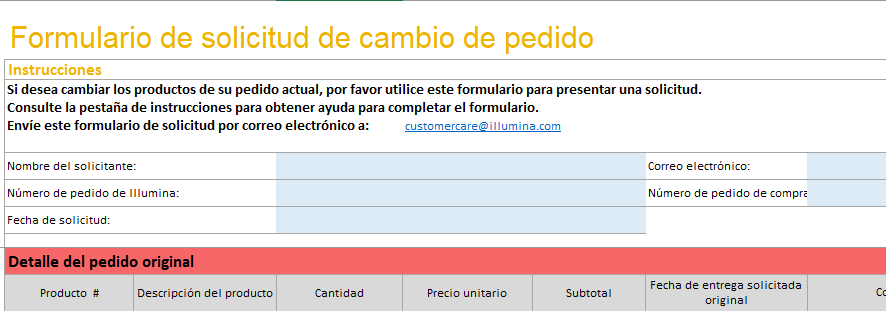 Formulario de solicitud de cambio de pedido
Instrucciones
Si desea cambiar los productos de su pedido actual, por favor utilice este formulario para presentar una solicitud.
Consulte la pestaña de instrucciones para obtener ayuda para completar el formulario.
Envíe este formulario de solicitud por correo electrónico a: customercare@illumina.com
Nombre del solicitante: Correo electrónico:
Número de pedido de Illumina: Número de pedido de compra
Fecha de solicitud:
Detalle del pedido original
Producto # Descripción del producto Cantidad Precio unitario Subtotal Fecha de entrega solicitada
original